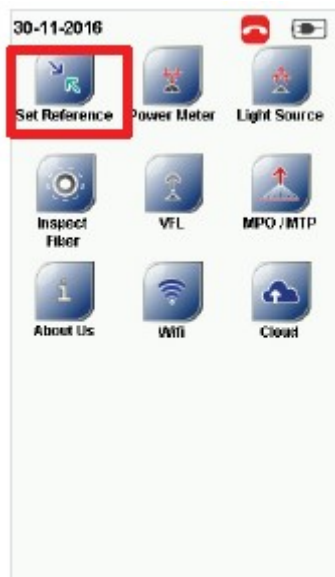 30-11-2016
Set Reference Power Meter Light Source
Inspect Fiber VFL MPO / MTP
About Us Wifi Cloud